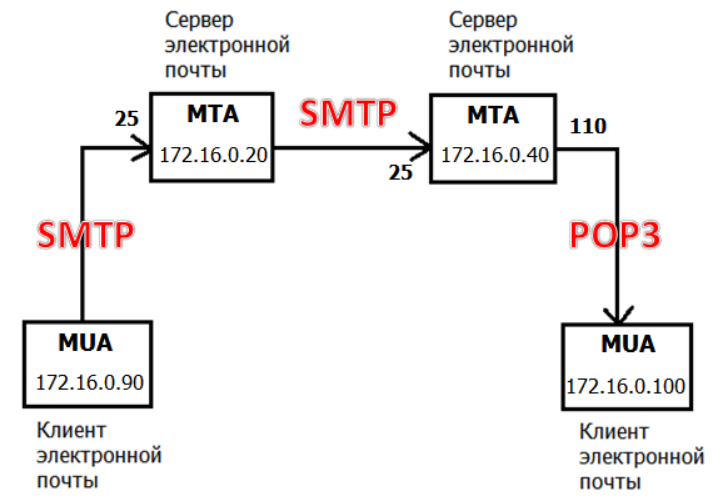 Сервер
электронной
почты
Сервер
электронной
почты
25
MTA
172.16.0.20
SMTP
25
MTA
172.16.0.40
110
SMTP
POP3
MUA
172.16.0.90
MUA
172.16.0.100
Клиент
электронной
почты
Клиент
электронной
почты